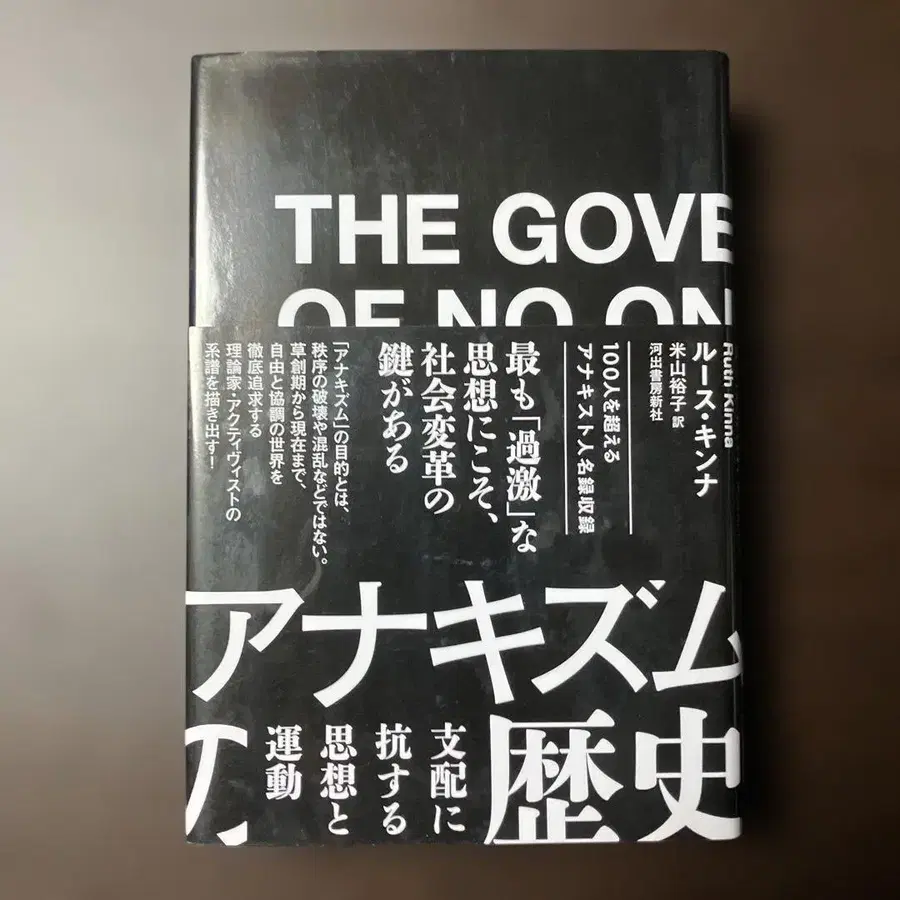 THE GOVE
OF NO ON
Ruth Kinna
ルース・キンナ
米山裕子 訳
河出書房新社
100人を超える
アナキスト人名録収録
最も「過激」な
思想にこそ、
社会変革の
鍵がある
「アナキズム」の目的とは、
秩序の破壊や混乱などではない。
草創期から現在まで、
自由と協調の世界を
徹底追求する
理論家・アクティヴィストの
系譜を描き出す!
アナキズム
の歴史
支配に
抗する
思想と
運動